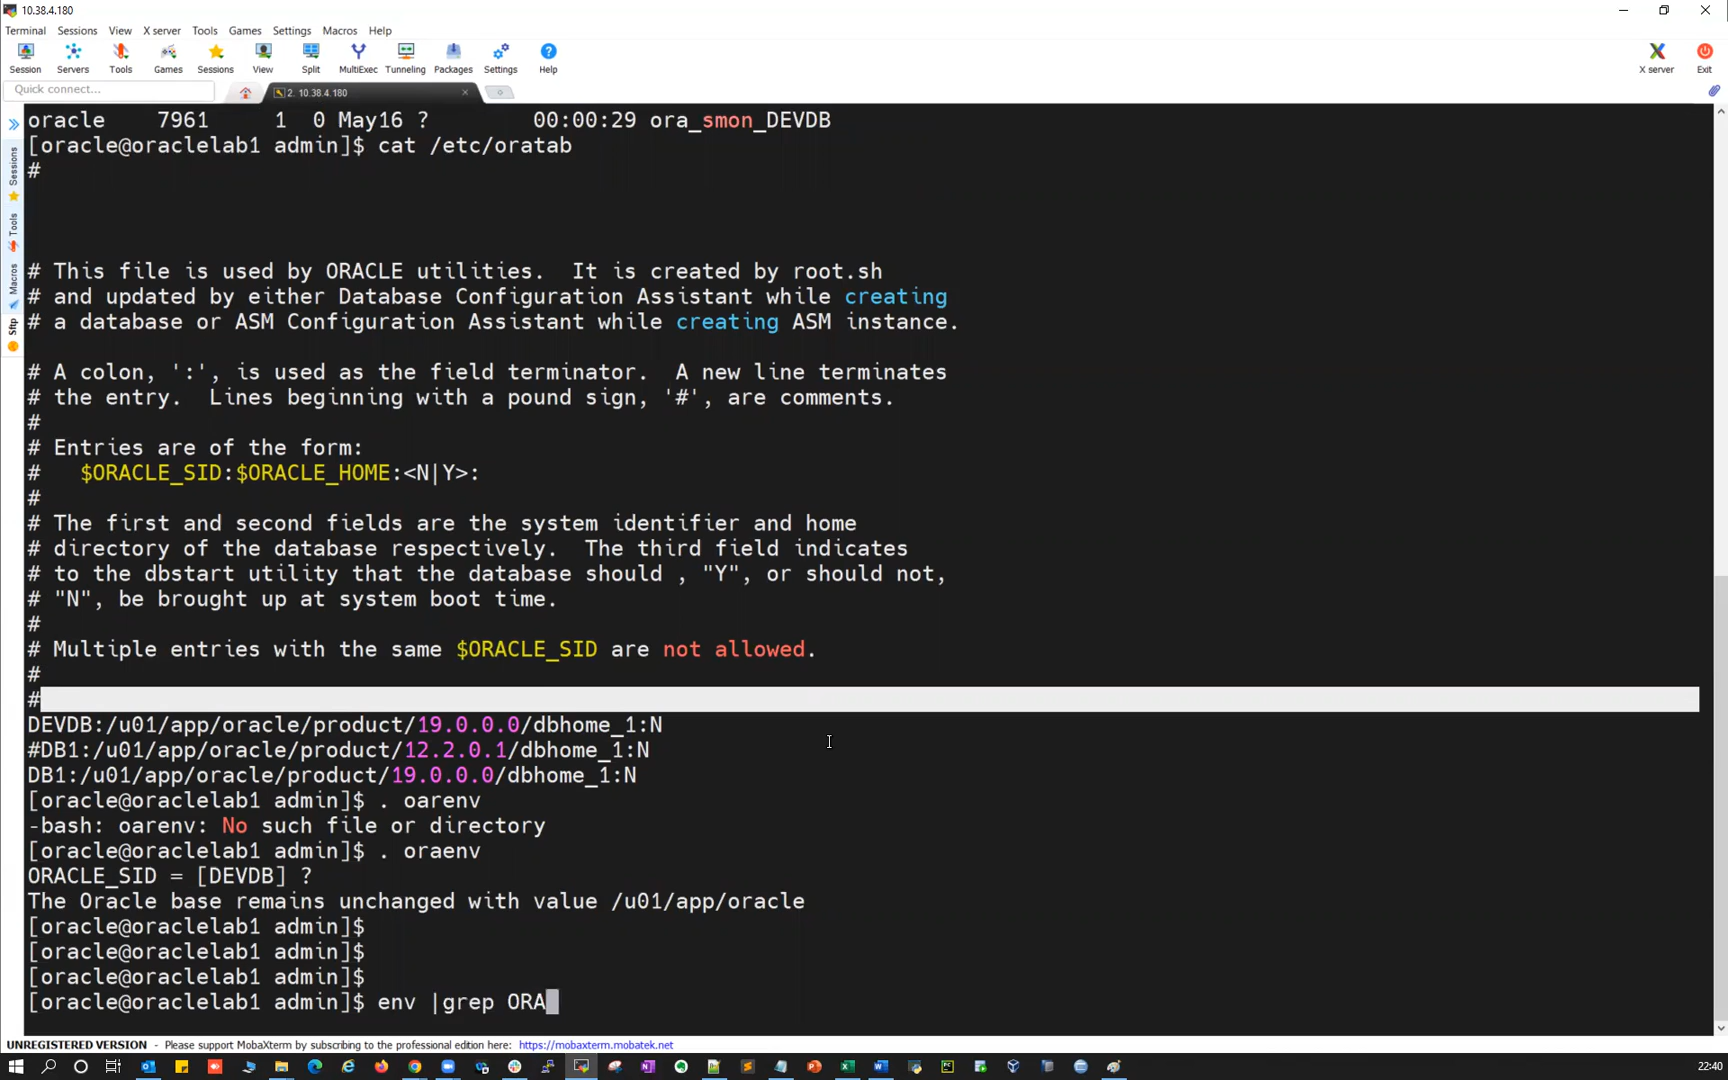 10.38.4.180
Terminal Sessions View X server Tools Games Settings Macros Help
Session Servers Tools Games Sessions View Split MultiExec Tunneling Packages Settings Help X server Exit
Quick connect...
2. 10.38.4.180
Sessions
Tools
Macros
Sftp
oracle    7961     1  0 May16 ?        00:00:29 ora_smon_DEVDB
[oracle@oraclelab1 admin]$ cat /etc/oratab
#
# This file is used by ORACLE utilities.  It is created by root.sh
# and updated by either Database Configuration Assistant while creating
# a database or ASM Configuration Assistant while creating ASM instance.
# A colon, ':', is used as the field terminator.  A new line terminates
# the entry.  Lines beginning with a pound sign, '#', are comments.
#
# Entries are of the form:
#   $ORACLE_SID:$ORACLE_HOME:<N|Y>:
#
# The first and second fields are the system identifier and home
# directory of the database respectively.  The third field indicates
# to the dbstart utility that the database should , "Y", or should not,
# "N", be brought up at system boot time.
#
# Multiple entries with the same $ORACLE_SID are not allowed.
#
#
DEVDB:/u01/app/oracle/product/19.0.0.0/dbhome_1:N
#DB1:/u01/app/oracle/product/12.2.0.1/dbhome_1:N
DB1:/u01/app/oracle/product/19.0.0.0/dbhome_1:N
[oracle@oraclelab1 admin]$ . oarenv
-bash: oarenv: No such file or directory
[oracle@oraclelab1 admin]$ . oraenv
ORACLE_SID = [DEVDB] ?
The Oracle base remains unchanged with value /u01/app/oracle
[oracle@oraclelab1 admin]$
[oracle@oraclelab1 admin]$
[oracle@oraclelab1 admin]$
[oracle@oraclelab1 admin]$ env |grep ORA
UNREGISTERED VERSION - Please support MobaXterm by subscribing to the professional edition here: https://mobaxterm.mobatek.net
22:40